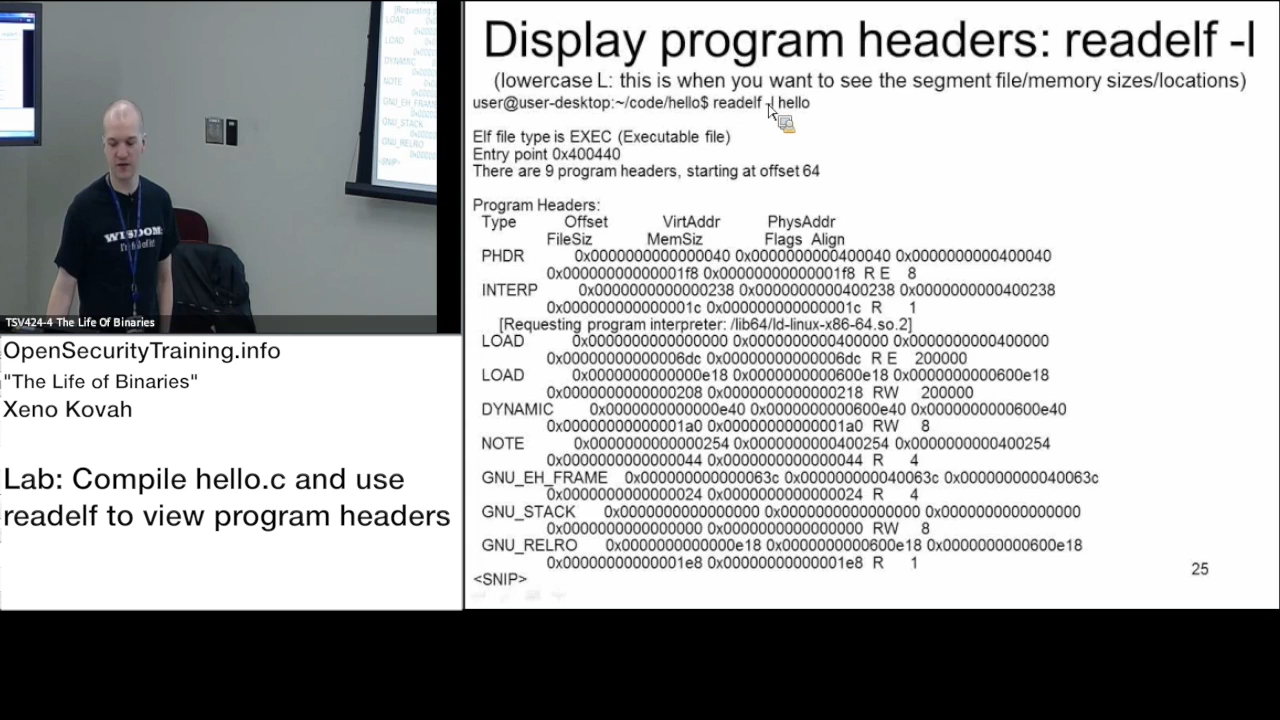 Display program headers: readelf -l
(lowercase L: this is when you want to see the segment file/memory sizes/locations)
user@user-desktop:~/code/hello$ readelf -l hello
Elf file type is EXEC (Executable file)
Entry point 0x400440
There are 9 program headers, starting at offset 64
Program Headers:
Type Offset VirtAddr PhysAddr
FileSiz MemSiz Flags Align
PHDR 0x0000000000000040 0x0000000000400040 0x0000000000400040
0x00000000000001f8 0x00000000000001f8 R E 8
INTERP 0x0000000000000238 0x0000000000400238 0x0000000000400238
0x000000000000001c 0x000000000000001c R 1
[Requesting program interpreter: /lib64/ld-linux-x86-64.so.2]
LOAD 0x0000000000000000 0x0000000000400000 0x0000000000400000
0x00000000000006dc 0x00000000000006dc R E 200000
LOAD 0x0000000000000e18 0x0000000000600e18 0x0000000000600e18
0x0000000000000208 0x0000000000000218 RW 200000
DYNAMIC 0x0000000000000e40 0x0000000000600e40 0x0000000000600e40
0x00000000000001a0 0x00000000000001a0 RW 8
NOTE 0x0000000000000254 0x0000000000400254 0x0000000000400254
0x0000000000000044 0x0000000000000044 R 4
GNU_EH_FRAME 0x000000000000063c 0x000000000040063c 0x000000000040063c
0x0000000000000024 0x0000000000000024 R 4
GNU_STACK 0x0000000000000000 0x0000000000000000 0x0000000000000000
0x0000000000000000 0x0000000000000000 RW 8
GNU_RELRO 0x0000000000000e18 0x0000000000600e18 0x0000000000600e18
0x00000000000001e8 0x00000000000001e8 R 1
<SNIP>
25
WISDOM
TSV424-4 The Life Of Binaries
OpenSecurityTraining.info
"The Life of Binaries"
Xeno Kovah
Lab: Compile hello.c and use
readelf to view program headers